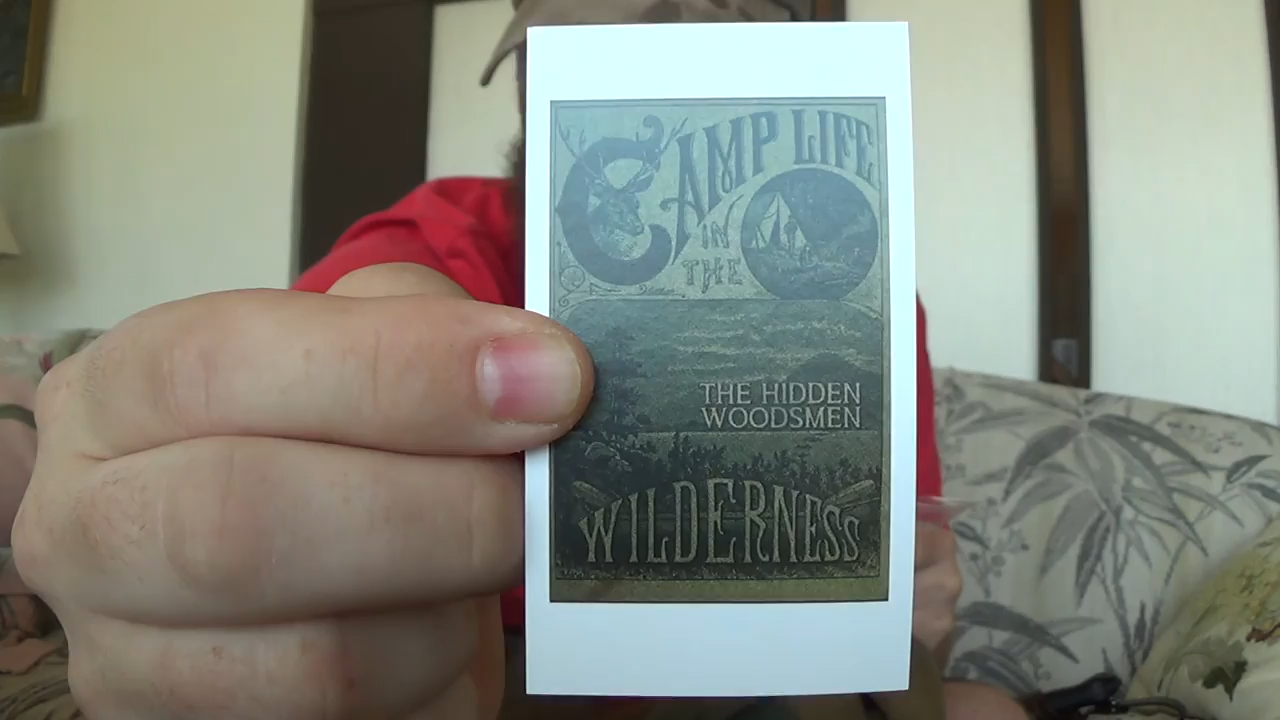 CAMP LIFE
IN
THE
THE HIDDEN
WOODSMEN
WILDERNESS